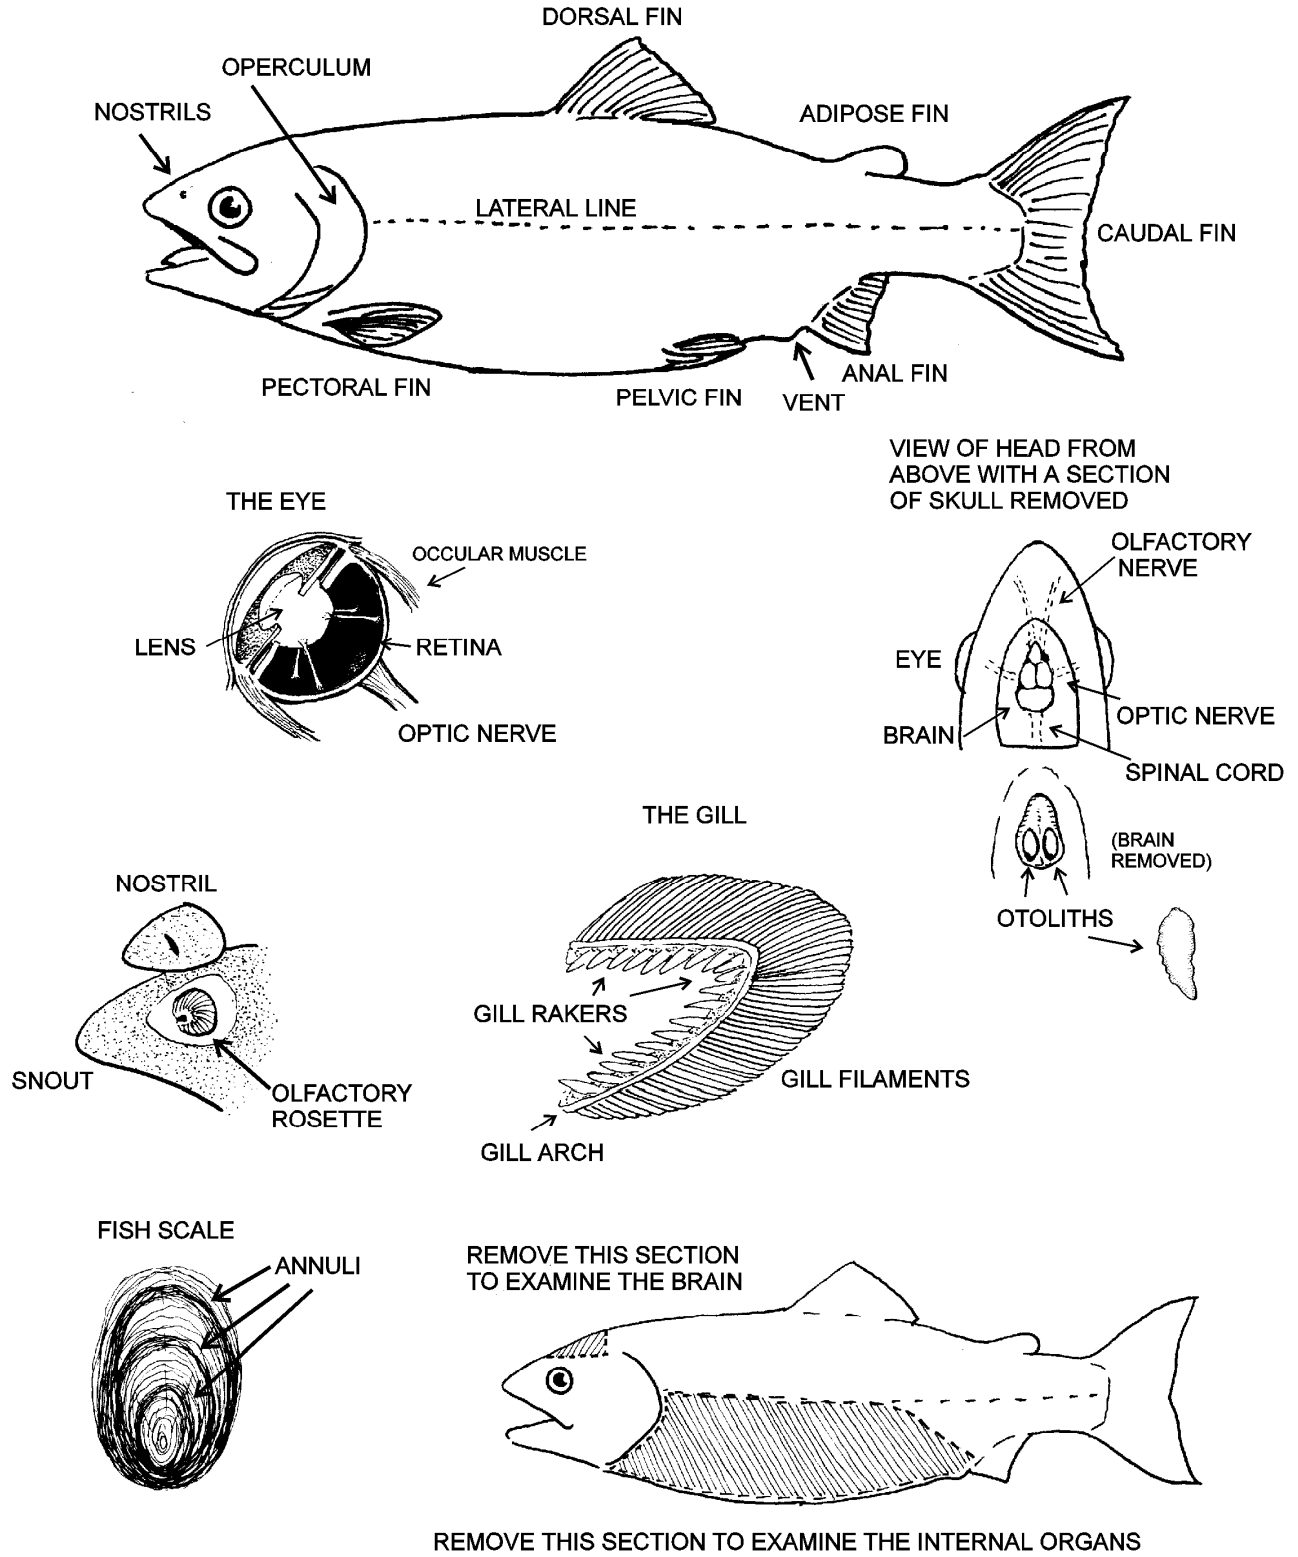 DORSAL FIN
OPERCULUM
NOSTRILS
ADIPOSE FIN
LATERAL LINE
CAUDAL FIN
PECTORAL FIN
PELVIC FIN
VENT
ANAL FIN
VIEW OF HEAD FROM
ABOVE WITH A SECTION
OF SKULL REMOVED
THE EYE
OCCULAR MUSCLE
LENS
RETINA
OPTIC NERVE
OLFACTORY
NERVE
EYE
OPTIC NERVE
BRAIN
SPINAL CORD
(BRAIN
REMOVED)
OTOLITHS
THE GILL
GILL RAKERS
GILL FILAMENTS
GILL ARCH
NOSTRIL
SNOUT
OLFACTORY
ROSETTE
FISH SCALE
ANNULI
REMOVE THIS SECTION
TO EXAMINE THE BRAIN
REMOVE THIS SECTION TO EXAMINE THE INTERNAL ORGANS